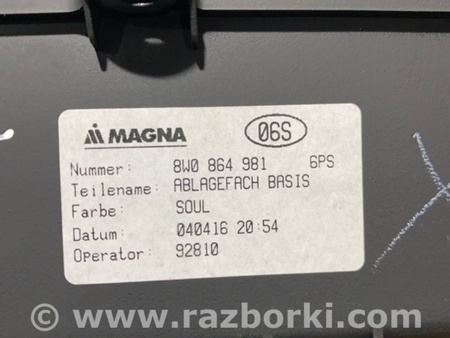 MAGNA
06S
Nummer: 8W0 864 981 6PS
Teilename: ABLAGEFACH BASIS
Farbe: SOUL
Datum: 040416 20:54
Operator: 92810
© www.razborki.com